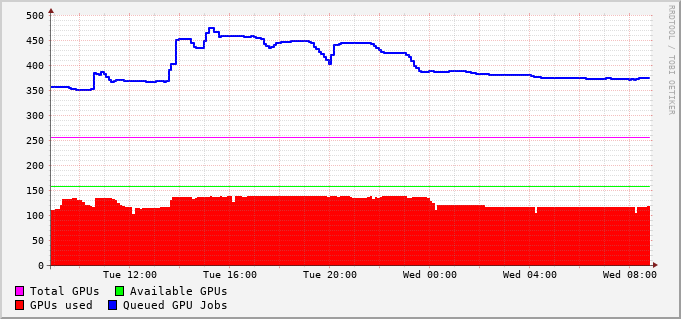 500
450
400
350
300
250
200
150
100
50
0
Tue 12:00 Tue 16:00 Tue 20:00 Wed 00:00 Wed 04:00 Wed 08:00
Total GPUs Available GPUs
GPUs used Queued GPU Jobs
RRDTOOL / TOBI OETIKER